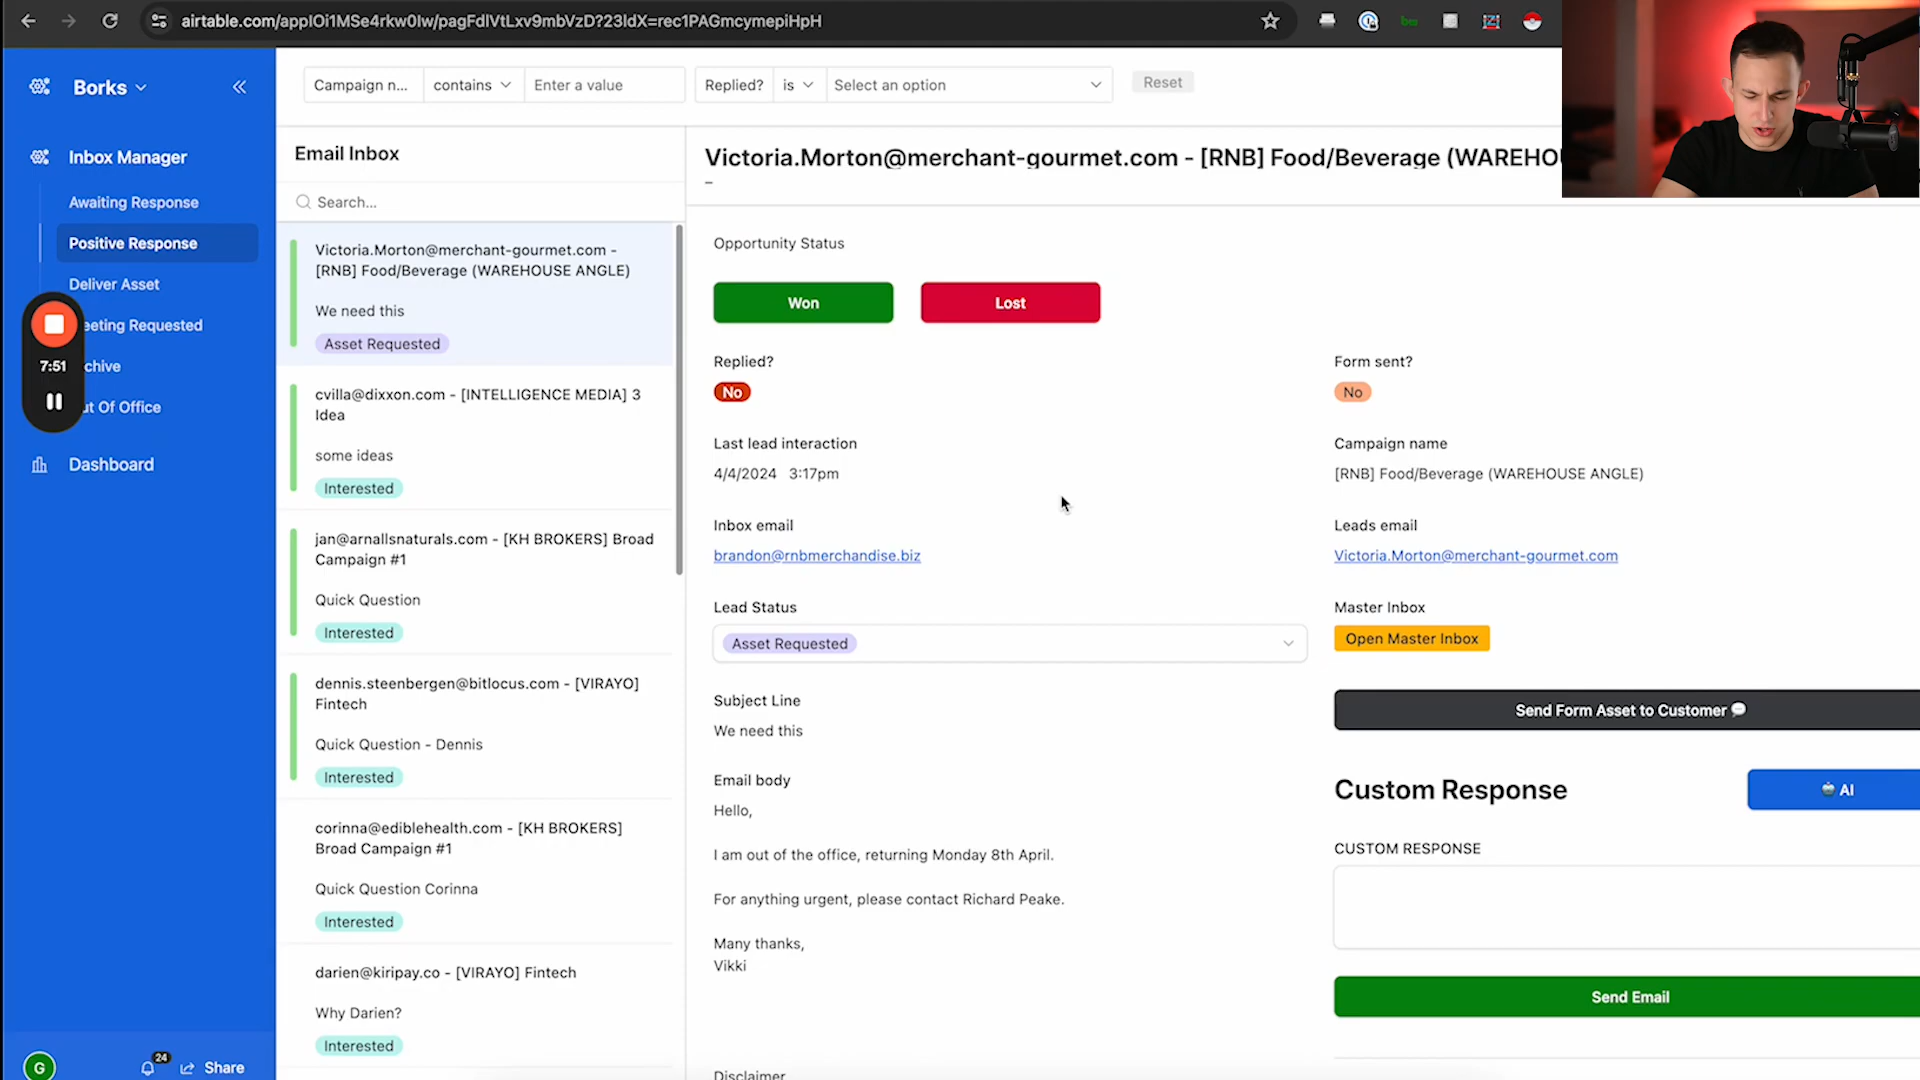 airtable.com/appIOi1MSe4rkw0lw/pagFdlVtLxv9mbVzD?23ldX=rec1PAGmcymepiHpH
Borks
Inbox Manager
Awaiting Response
Positive Response
Deliver Asset
eeting Requested
chive
ut Of Office
7:51
Dashboard
G
24
Share
Campaign n...
contains
Enter a value
Replied?
is
Select an option
Reset
Email Inbox
Search...
Victoria.Morton@merchant-gourmet.com -
[RNB] Food/Beverage (WAREHOUSE ANGLE)
We need this
Asset Requested
cvilla@dixxon.com - [INTELLIGENCE MEDIA] 3
Idea
some ideas
Interested
jan@arnallsnaturals.com - [KH BROKERS] Broad
Campaign #1
Quick Question
Interested
dennis.steenbergen@bitlocus.com - [VIRAYO]
Fintech
Quick Question - Dennis
Interested
corinna@ediblehealth.com - [KH BROKERS]
Broad Campaign #1
Quick Question Corinna
Interested
darien@kiripay.co - [VIRAYO] Fintech
Why Darien?
Interested
Victoria.Morton@merchant-gourmet.com - [RNB] Food/Beverage (WAREHOU
–
Opportunity Status
Won
Lost
Replied?
No
Form sent?
No
Last lead interaction
4/4/2024 3:17pm
Campaign name
[RNB] Food/Beverage (WAREHOUSE ANGLE)
Inbox email
brandon@rnbmerchandise.biz
Leads email
Victoria.Morton@merchant-gourmet.com
Lead Status
Asset Requested
Master Inbox
Open Master Inbox
Subject Line
We need this
Send Form Asset to Customer
Email body
Hello,
I am out of the office, returning Monday 8th April.
For anything urgent, please contact Richard Peake.
Many thanks,
Vikki
Custom Response
AI
CUSTOM RESPONSE
Send Email
Disclaimer